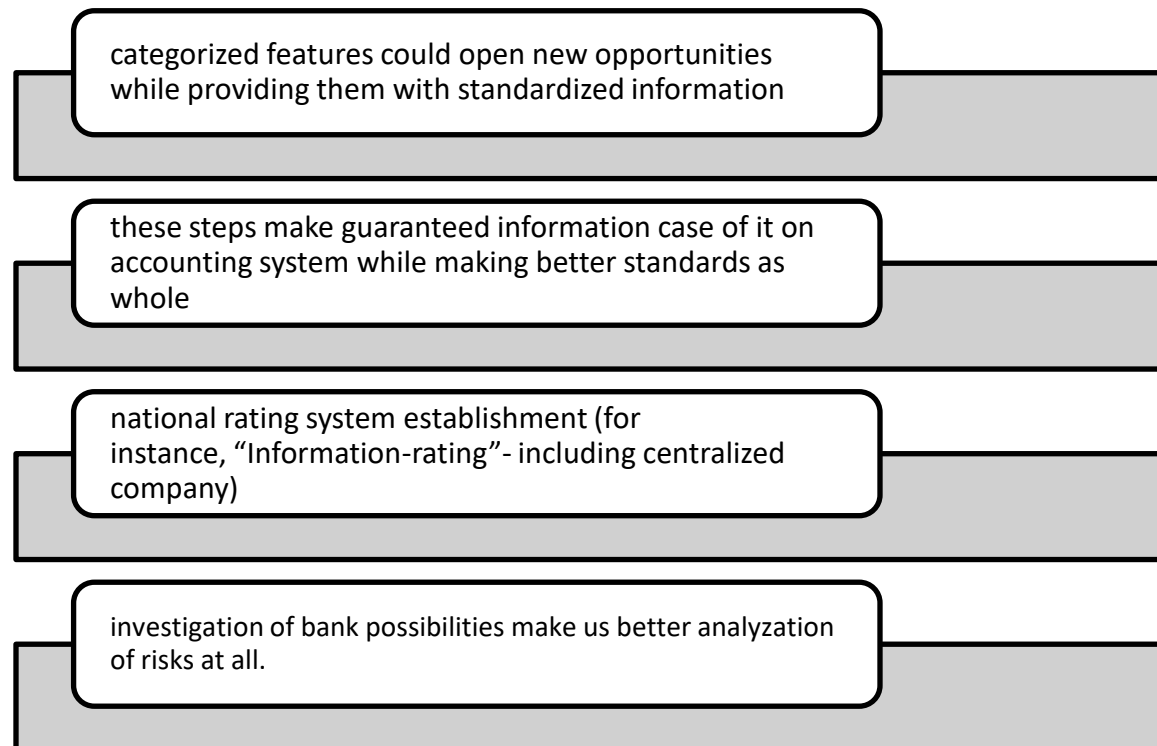 categorized features could open new opportunities
while providing them with standardized information
these steps make guaranteed information case of it on
accounting system while making better standards as
whole
national rating system establishment (for
instance, “Information-rating”- including centralized
company)
investigation of bank possibilities make us better analyzation
of risks at all.